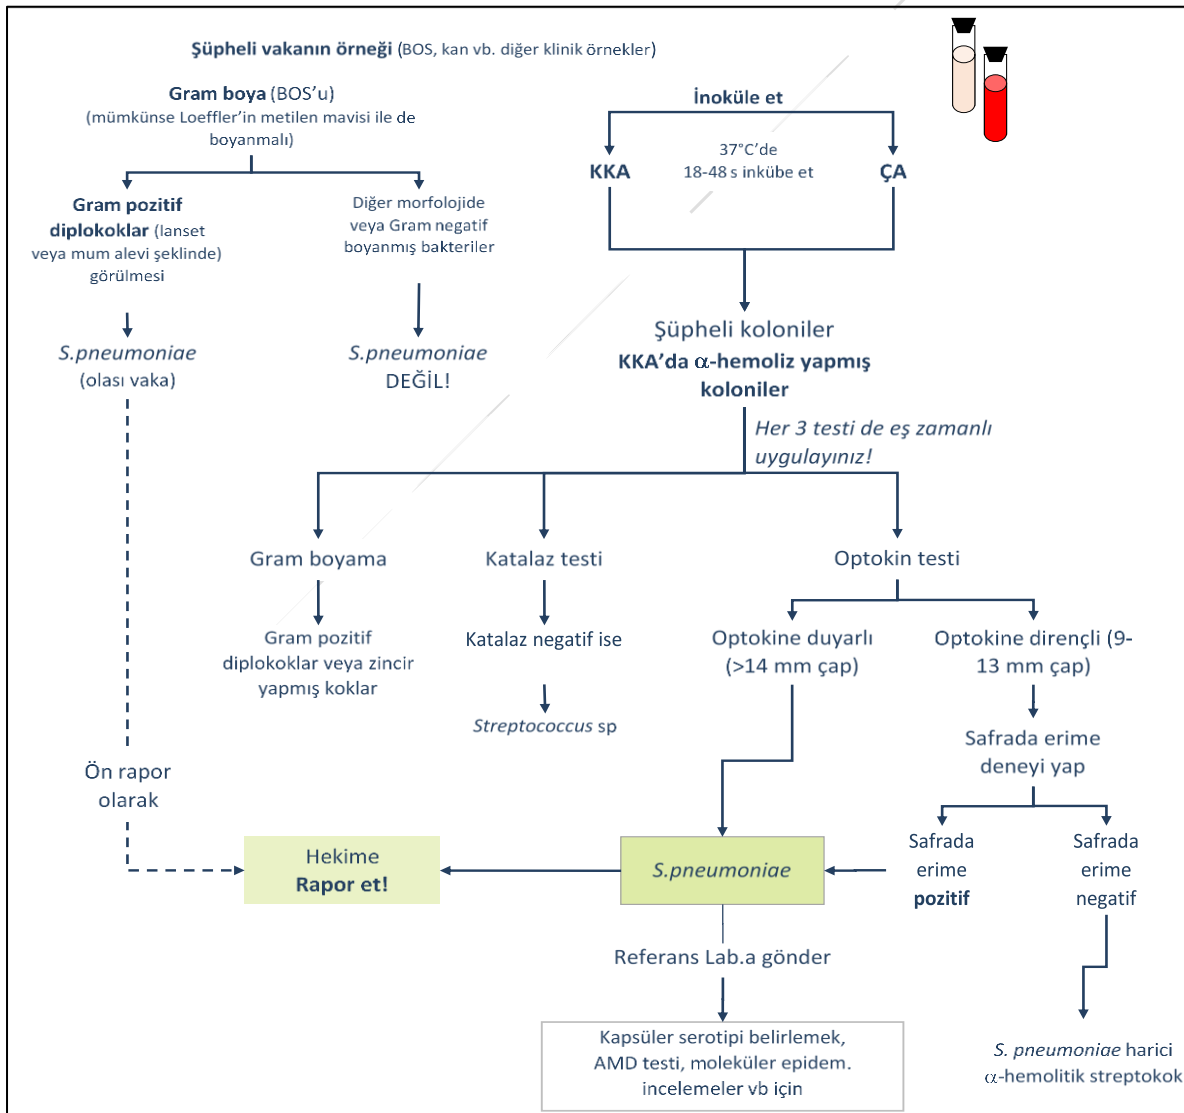 Şüpheli vakanın örneği (BOS, kan vb. diğer klinik örnekler)
Gram boya (BOS’u)
(mümkünse Loeffler’in metilen mavisi ile de
boyanmalı)
Gram pozitif
diplokoklar (lanset
veya mum alevi şeklinde)
görülmesi
Diğer morfolojide
veya Gram negatif
boyanmış bakteriler
S.pneumoniae
(olası vaka)
S.pneumoniae
DEĞİL!
İnoküle et
KKA
37°C’de
18-48 s inkübe et
ÇA
Şüpheli koloniler
KKA’da α-hemoliz yapmış
koloniler
Her 3 testi de eş zamanlı
uygulayınız!
Gram boyama
Katalaz testi
Optokin testi
Gram pozitif
diplokoklar veya zincir
yapmış koklar
Katalaz negatif ise
Streptococcus sp
Optokine duyarlı
(>14 mm çap)
Optokine dirençli (9-
13 mm çap)
Safrada erime
deneyi yap
Safrada
erime
pozitif
Safrada
erime
negatif
Ön rapor
olarak
Hekime
Rapor et!
S.pneumoniae
Referans Lab.a gönder
Kapsüler serotipi belirlemek,
AMD testi, moleküler epidem.
incelemeler vb için
S. pneumoniae harici
α-hemolitik streptokok